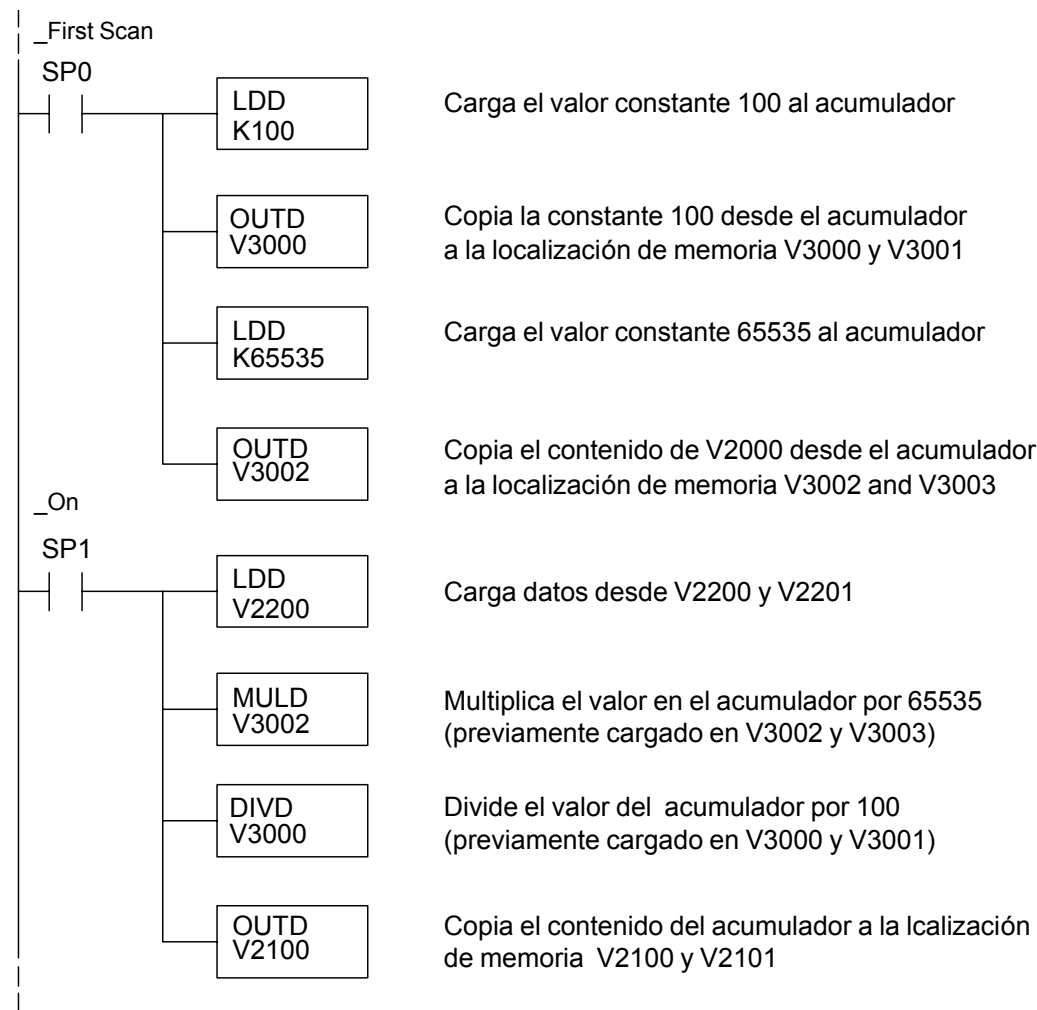 _First Scan
SP0
LDD
K100
Carga el valor constante 100 al acumulador
OUTD
V3000
Copia la constante 100 desde el acumulador
a la localización de memoria V3000 y V3001
LDD
K65535
Carga el valor constante 65535 al acumulador
OUTD
V3002
Copia el contenido de V2000 desde el acumulador
a la localización de memoria V3002 and V3003
_On
SP1
LDD
V2200
Carga datos desde V2200 y V2201
MULD
V3002
Multiplica el valor en el acumulador por 65535
(previamente cargado en V3002 y V3003)
DIVD
V3000
Divide el valor del  acumulador por 100
(previamente cargado en V3000 y V3001)
OUTD
V2100
Copia el contenido del acumulador a la lcalización
de memoria  V2100 y V2101